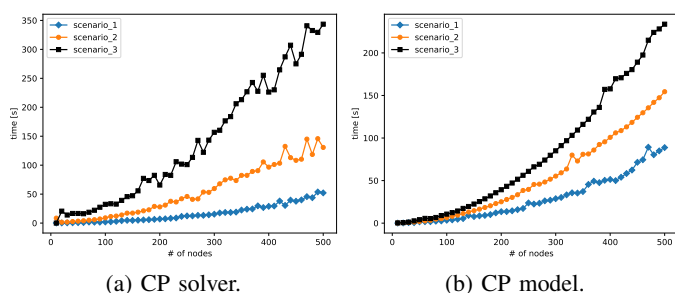 scenario_1
scenario_2
scenario_3
350
300
250
200
150
100
50
0
time [s]
0 100 200 300 400 500
# of nodes
(a) CP solver.
scenario_1
scenario_2
scenario_3
200
150
100
50
0
time [s]
0 100 200 300 400 500
# of nodes
(b) CP model.